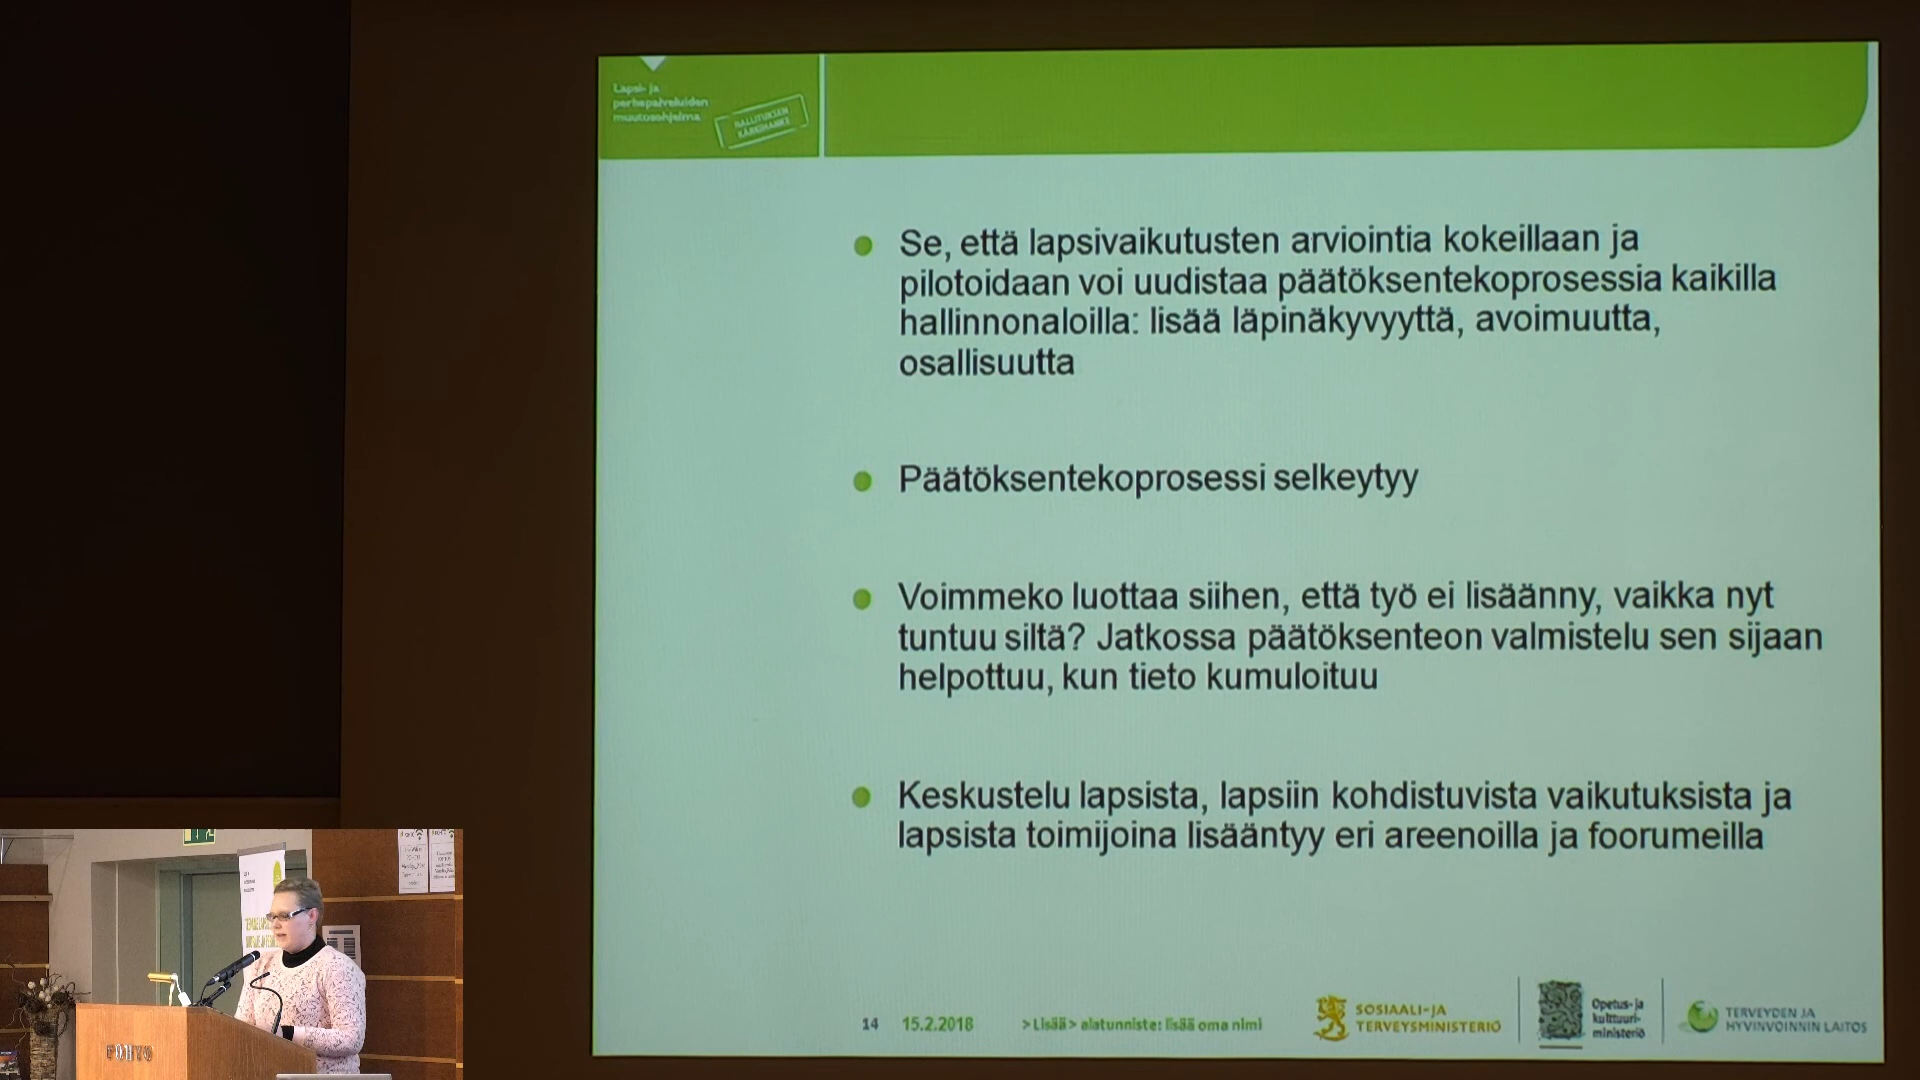 Lapsi- ja
perhepalveluiden
muutosohjelma
HALLITUKSEN
KÄRKIHANKE
Se, että lapsivaikutusten arviointia kokeillaan ja
pilotoidaan voi uudistaa päätöksentekoprosessia kaikilla
hallinnonaloilla: lisää läpinäkyvyyttä, avoimuutta,
osallisuutta
Päätöksentekoprosessi selkeytyy
Voimmeko luottaa siihen, että työ ei lisäänny, vaikka nyt
tuntuu siltä? Jatkossa päätöksenteon valmistelu sen sijaan
helpottuu, kun tieto kumuloituu
Keskustelu lapsista, lapsiin kohdistuvista vaikutuksista ja
lapsista toimijoina lisääntyy eri areenoilla ja foorumeilla
14 15.2.2018 > Lisää > alatunniste: lisää oma nimi
SOSIAALI- JA
TERVEYSMINISTERIÖ
Opetus- ja
kulttuuri-
ministeriö
TERVEYDEN JA
HYVINVOINNIN LAITOS